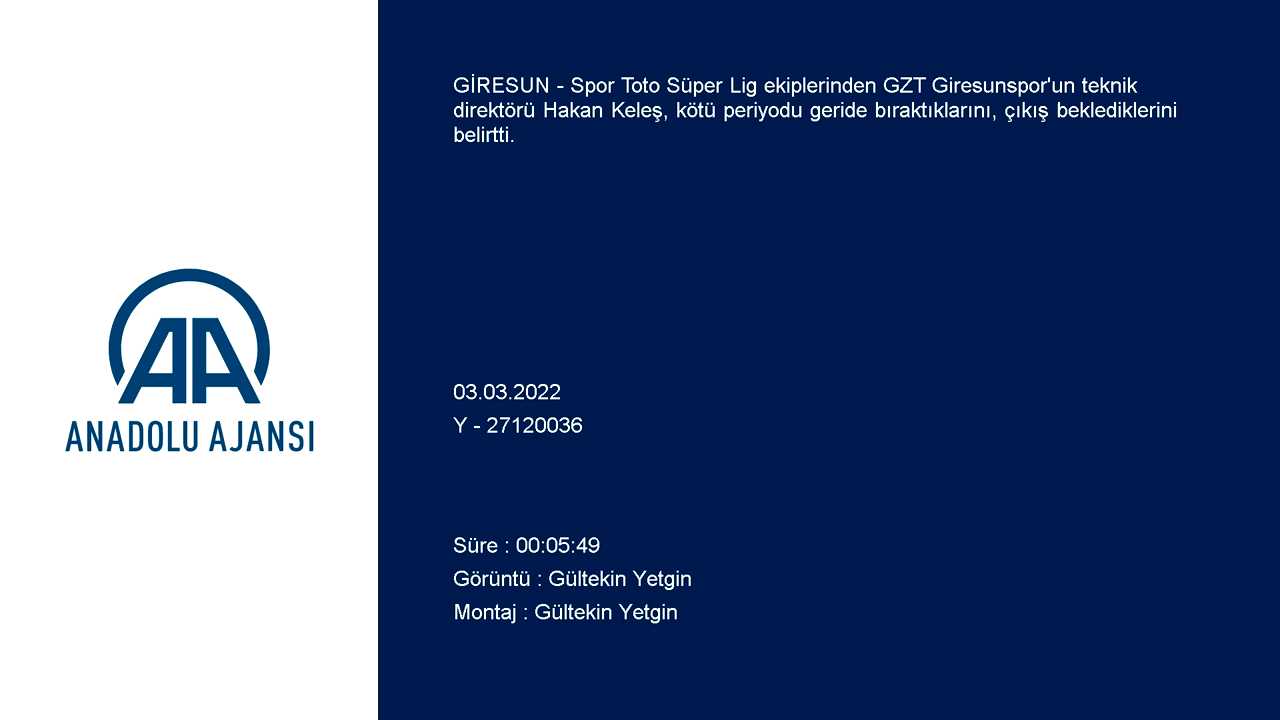 GİRESUN - Spor Toto Süper Lig ekiplerinden GZT Giresunspor'un teknik
direktörü Hakan Keleş, kötü periyodu geride bıraktıklarını, çıkış beklediklerini
belirtti.
AA
ANADOLU AJANSI
03.03.2022
Y - 27120036
Süre : 00:05:49
Görüntü : Gültekin Yetgin
Montaj : Gültekin Yetgin